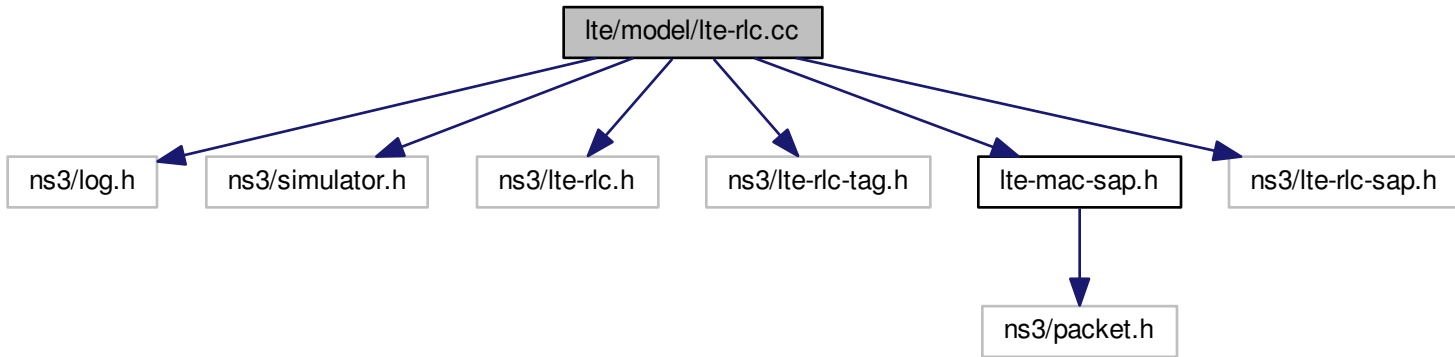 lte/model/lte-rlc.cc
ns3/log.h
ns3/simulator.h
ns3/lte-rlc.h
ns3/lte-rlc-tag.h
lte-mac-sap.h
ns3/lte-rlc-sap.h
ns3/packet.h